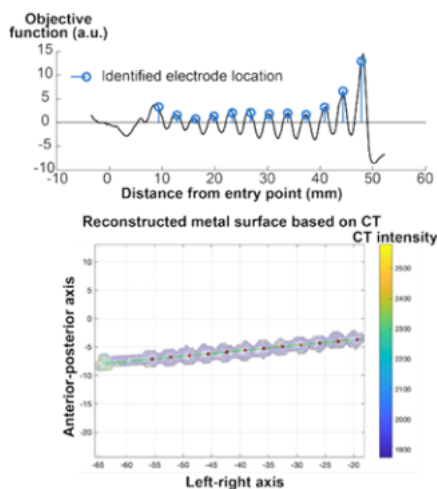 Objective
function (a.u.)
15
10
5
0
-5
-10
Identified electrode location
-10 0 10 20 30 40 50 60
Distance from entry point (mm)
Reconstructed metal surface based on CT
CT intensity
Anterior-posterior axis
10
5
0
-5
-10
-15
-20
-65 -60 -55 -50 -45 -40 -35 -30 -25 -20
Left-right axis
2500
2400
2300
2200
2100
2000
1900